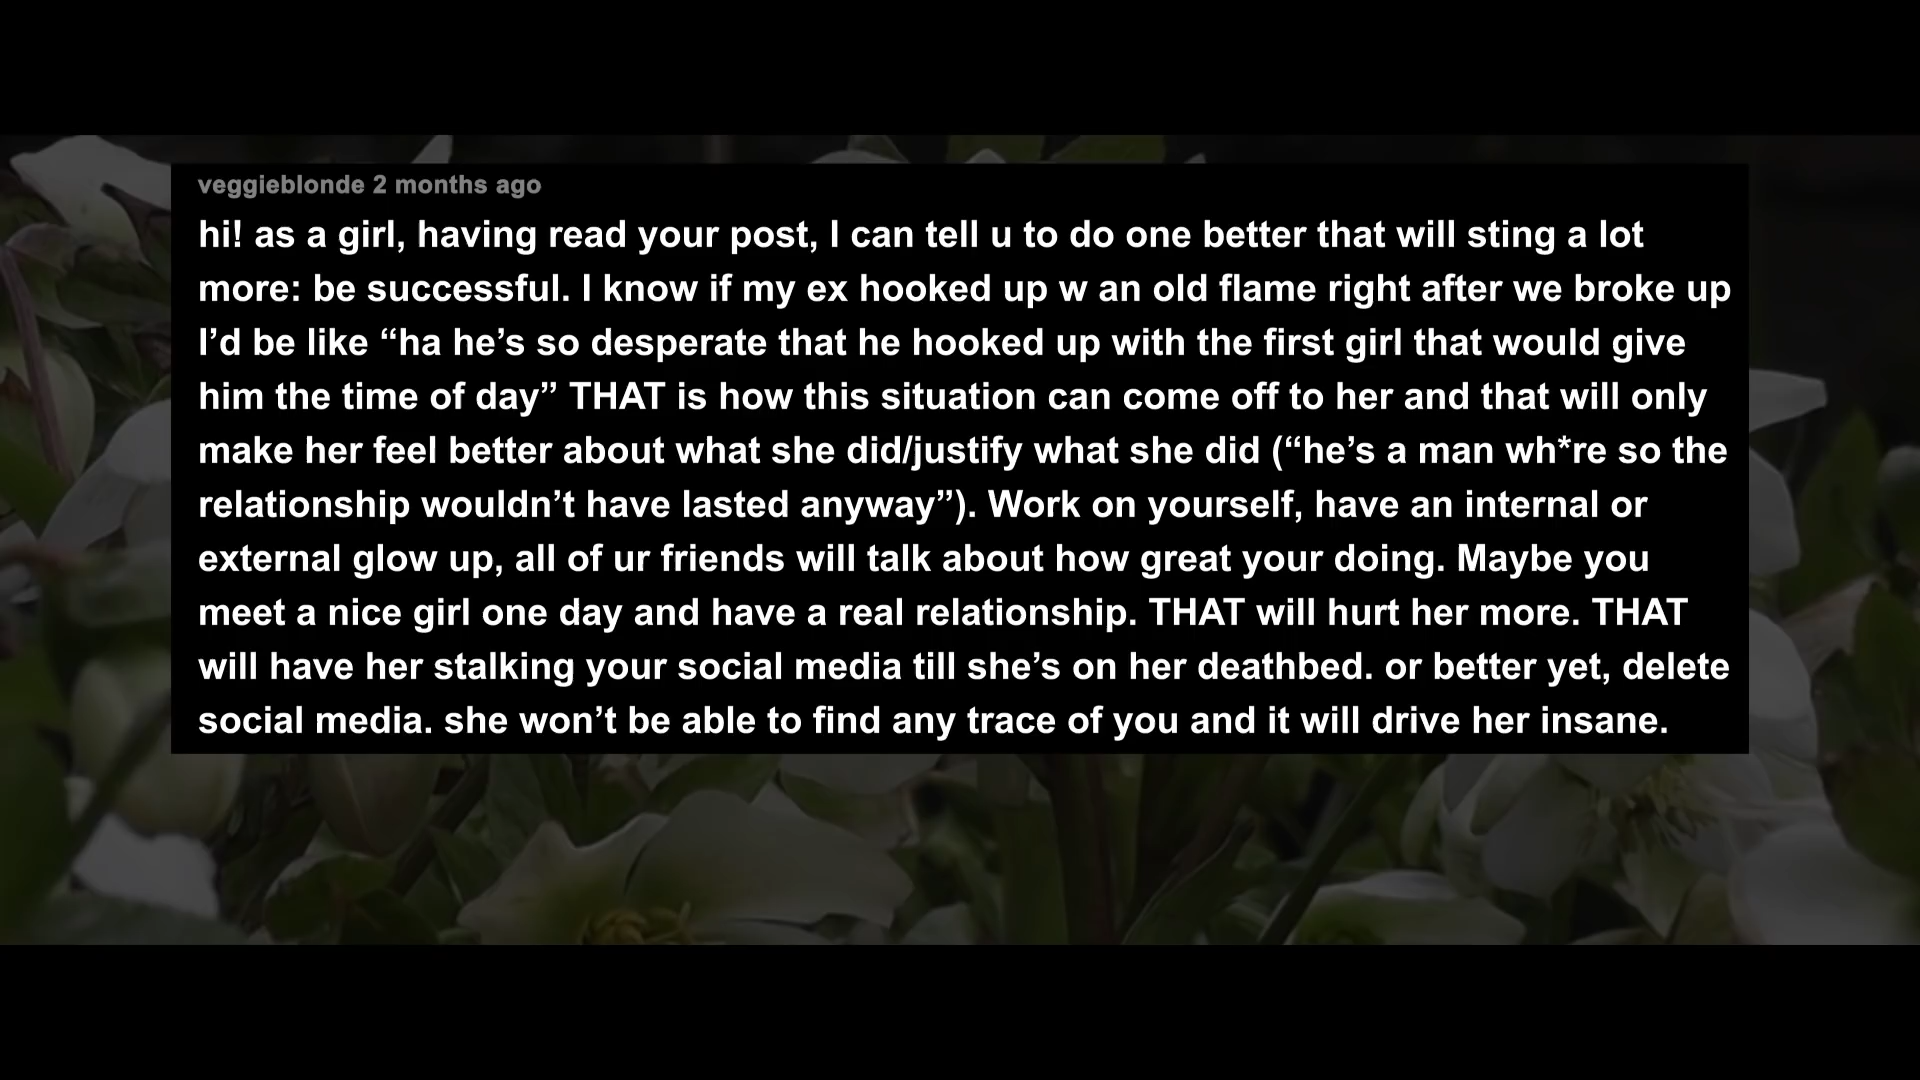 veggieblonde 2 months ago
hi! as a girl, having read your post, I can tell u to do one better that will sting a lot
more: be successful. I know if my ex hooked up w an old flame right after we broke up
I’d be like “ha he’s so desperate that he hooked up with the first girl that would give
him the time of day” THAT is how this situation can come off to her and that will only
make her feel better about what she did/justify what she did (“he’s a man wh*re so the
relationship wouldn’t have lasted anyway”). Work on yourself, have an internal or
external glow up, all of ur friends will talk about how great your doing. Maybe you
meet a nice girl one day and have a real relationship. THAT will hurt her more. THAT
will have her stalking your social media till she’s on her deathbed. or better yet, delete
social media. she won’t be able to find any trace of you and it will drive her insane.